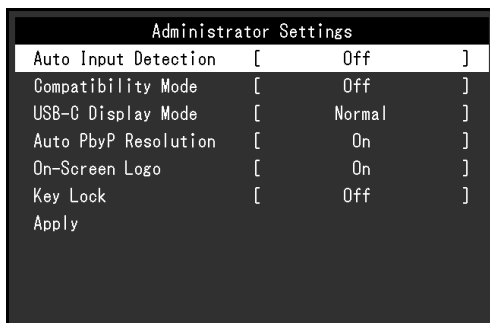 Administrator Settings
Auto Input Detection [ Off ]
Compatibility Mode [ Off ]
USB-C Display Mode [ Normal ]
Auto PbyP Resolution [ On ]
On-Screen Logo [ On ]
Key Lock [ Off ]
Apply